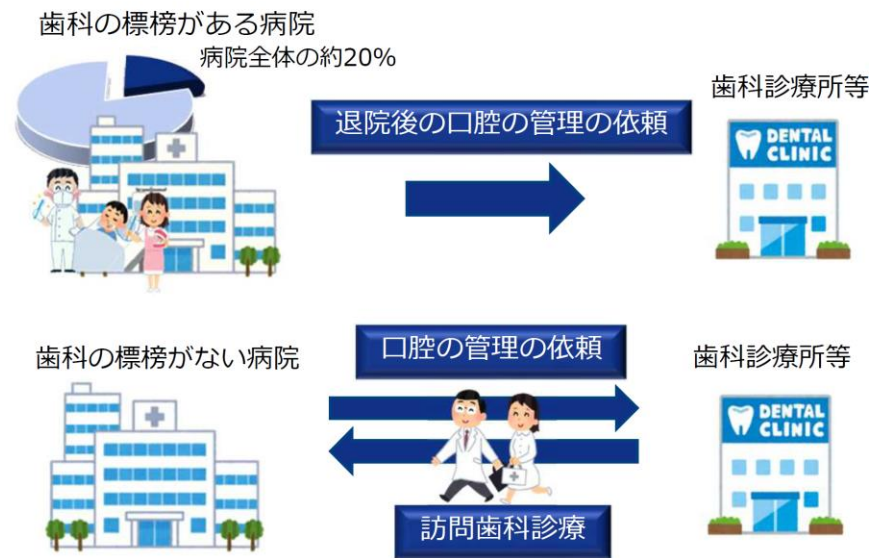 歯科の標榜がある病院
病院全体の約20%
退院後の口腔の管理の依頼
歯科診療所等
DENTAL
CLINIC
歯科の標榜がない病院
口腔の管理の依頼
訪問歯科診療
歯科診療所等
DENTAL
CLINIC